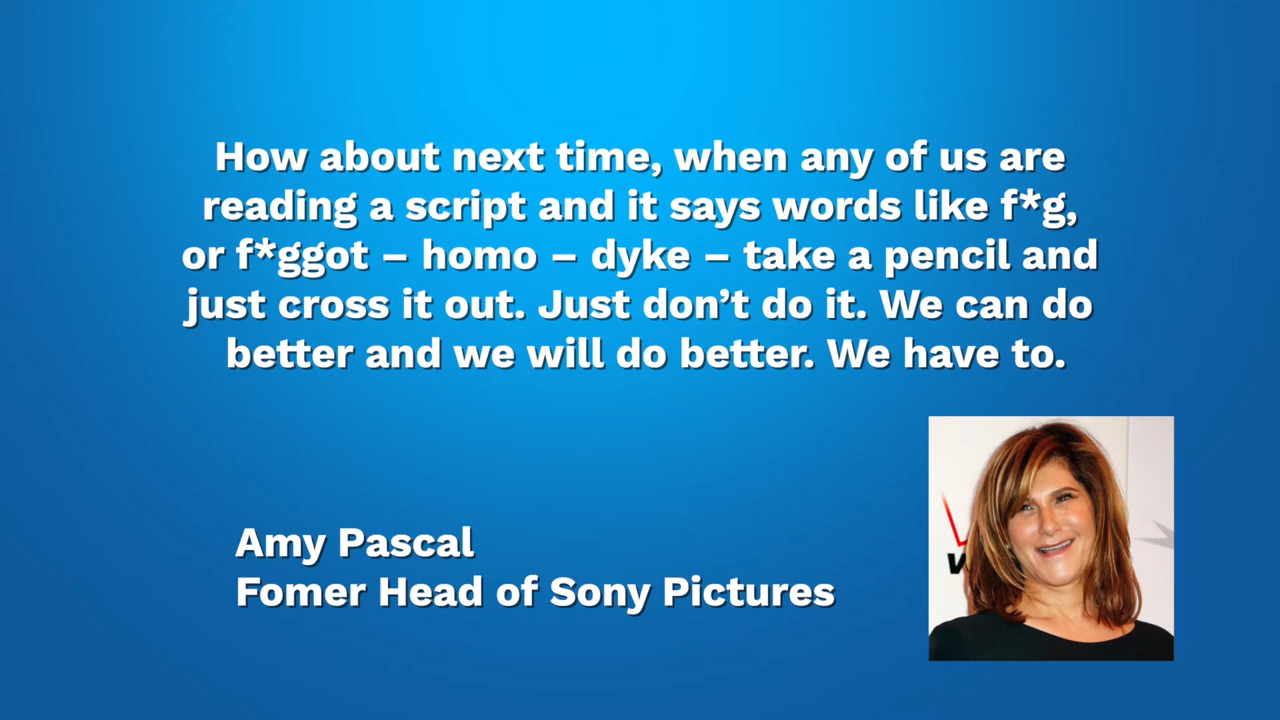 How about next time, when any of us are
reading a script and it says words like f*g,
or f*ggot – homo – dyke – take a pencil and
just cross it out. Just don’t do it. We can do
better and we will do better. We have to.
Amy Pascal
Fomer Head of Sony Pictures